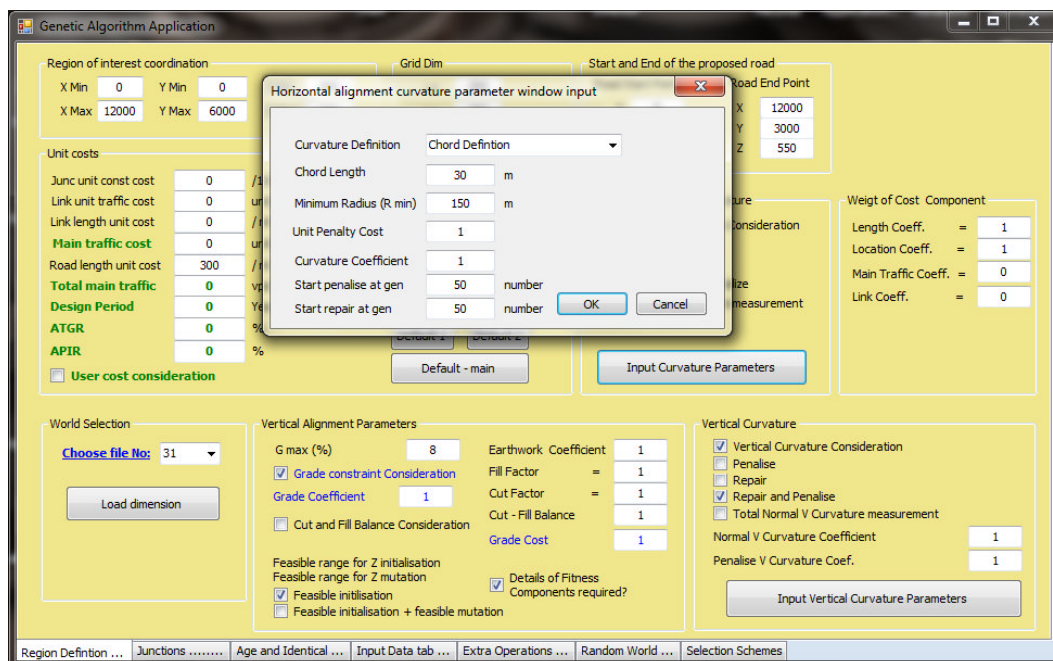 Genetic Algorithm Application
Region of interest coordination
X Min 0 Y Min 0
X Max 12000 Y Max 6000
Grid Dim
Start and End of the proposed road
Road End Point
X 12000
Y 3000
Z 550
Horizontal alignment curvature parameter window input
Curvature Definition Chord Defintion
Chord Length 30 m
Minimum Radius (R min) 150 m
Unit Penalty Cost 1
Curvature Coefficient 1
Start penalise at gen 50 number
Start repair at gen 50 number
OK Cancel
Unit costs
Junc unit const cost 0
Link unit traffic cost 0
Link length unit cost 0
Main traffic cost 0
Road length unit cost 300
Total main traffic 0
Design Period 0
ATGR 0 %
APIR 0 %
User cost consideration
Default 1 Default 2
Default - main
Input Curvature Parameters
Weigt of Cost Component
Length Coeff. = 1
Location Coeff. = 1
Main Traffic Coeff. = 0
Link Coeff. = 0
World Selection
Choose file No: 31
Load dimension
Vertical Alignment Parameters
G max (%) 8
Grade constraint Consideration
Grade Coefficient 1
Cut and Fill Balance Consideration
Feasible range for Z initialisation
Feasible range for Z mutation
Feasible initilisation
Feasible initialisation + feasible mutation
Earthwork Coefficient 1
Fill Factor = 1
Cut Factor = 1
Cut - Fill Balance 1
Grade Cost 1
Details of Fitness
Components required?
Vertical Curvature
Vertical Curvature Consideration
Penalise
Repair
Repair and Penalise
Total Normal V Curvature measurement
Normal V Curvature Coefficient 1
Penalise V Curvature Coef. 1
Input Vertical Curvature Parameters
Region Defintion ... Junctions ........ Age and Identical ... Input Data tab ... Extra Operations ... Random World ... Selection Schemes